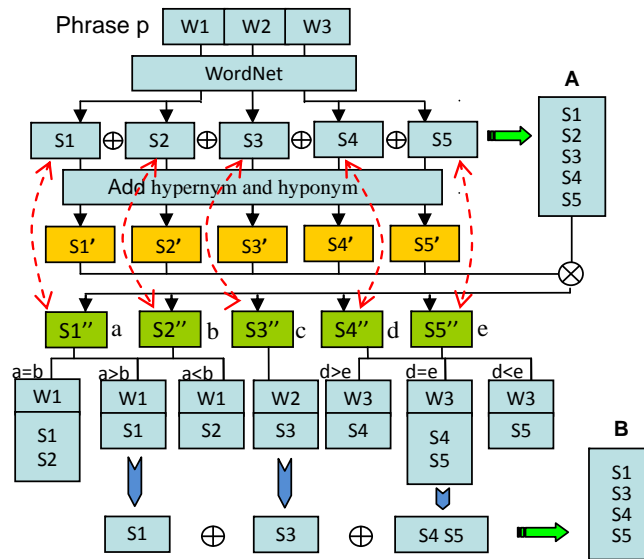 Phrase p
W1 W2 W3
WordNet
A
S1 S2 S3 S4 S5
S1
S2
S3
S4
S5
Add hypernym and hyponym
S1' S2' S3' S4' S5'
S1'' a S2'' b S3'' c S4'' d S5'' e
a=b a>b a<b d>e d=e d<e
W1 W1 W1 W2 W3 W3 W3
S1
S2
S1
S2
S3
S4
S4
S5
S5
B
S1
S3
S4
S5
S1 S3 S4 S5